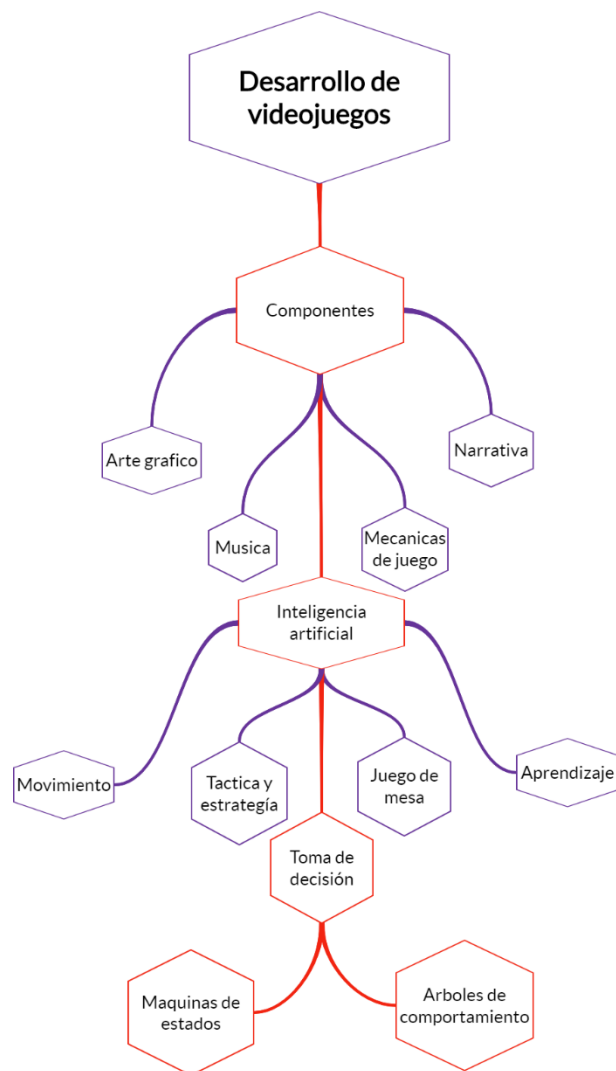 Desarrollo de
videojuegos
Componentes
Arte grafico
Narrativa
Musica
Mecanicas
de juego
Inteligencia
artificial
Movimiento
Tactica y
estrategía
Juego de
mesa
Aprendizaje
Toma de
decisión
Maquinas de
estados
Arboles de
comportamiento